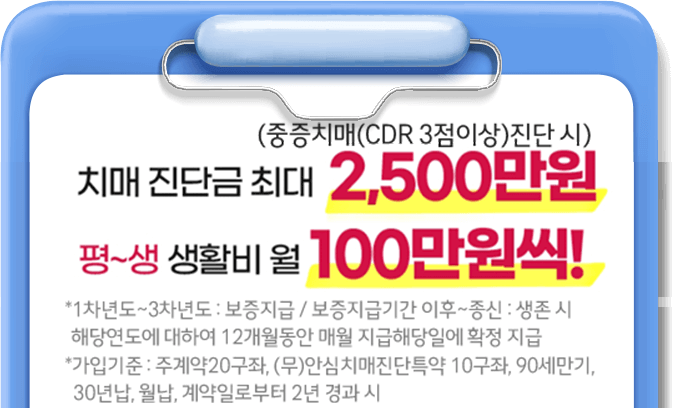 (중증치매(CDR 3점이상)진단 시)
치매 진단금 최대 2,500만원
평~생 생활비 월 100만원씩!
*1차년도~3차년도 : 보증지급 / 보증지급기간 이후~종신 : 생존 시
해당연도에 대하여 12개월동안 매월 지급해당일에 확정 지급
*가입기준 : 주계약20구좌, (무)안심치매진단특약 10구좌, 90세만기,
30년납, 월납, 계약일로부터 2년 경과 시